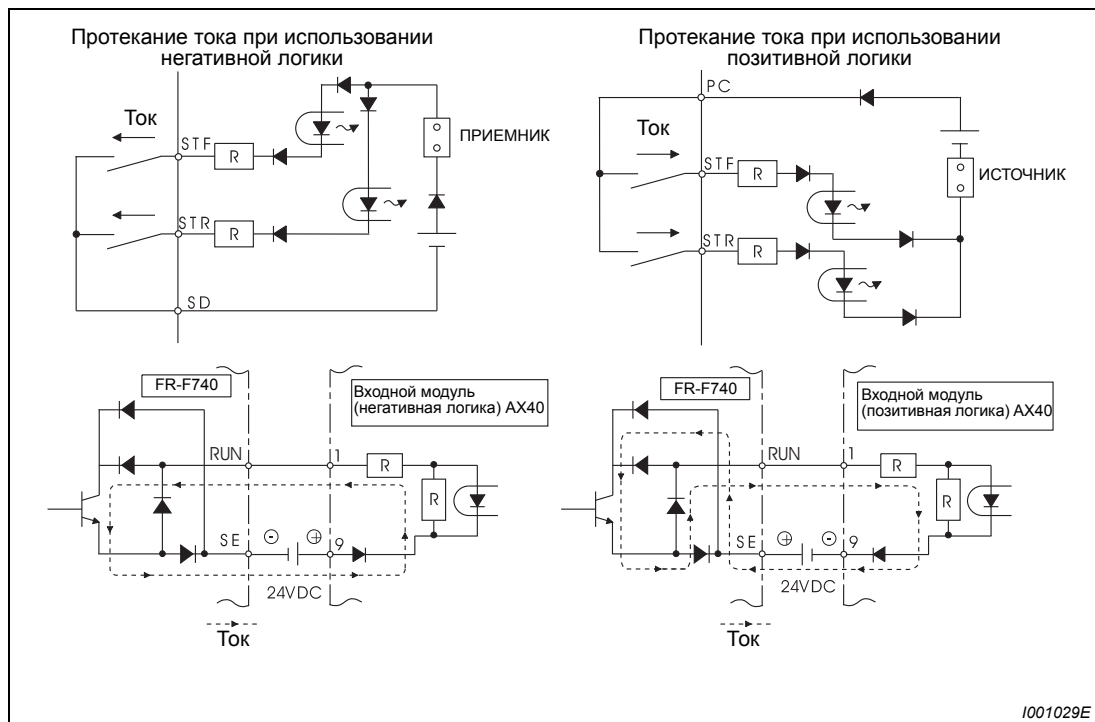 Протекание тока при использовании
негативной логики
Ток
STF
R
STR
R
SD
ПРИЕМНИК
Протекание тока при использовании
позитивной логики
PC
Ток
STF
R
STR
R
ИСТОЧНИК
FR-F740
Входной модуль
(негативная логика) AX40
RUN
1
R
R
SE
9
24VDC
Ток
FR-F740
Входной модуль
(позитивная логика) AX40
RUN
1
R
R
SE
9
24VDC
Ток
I001029E